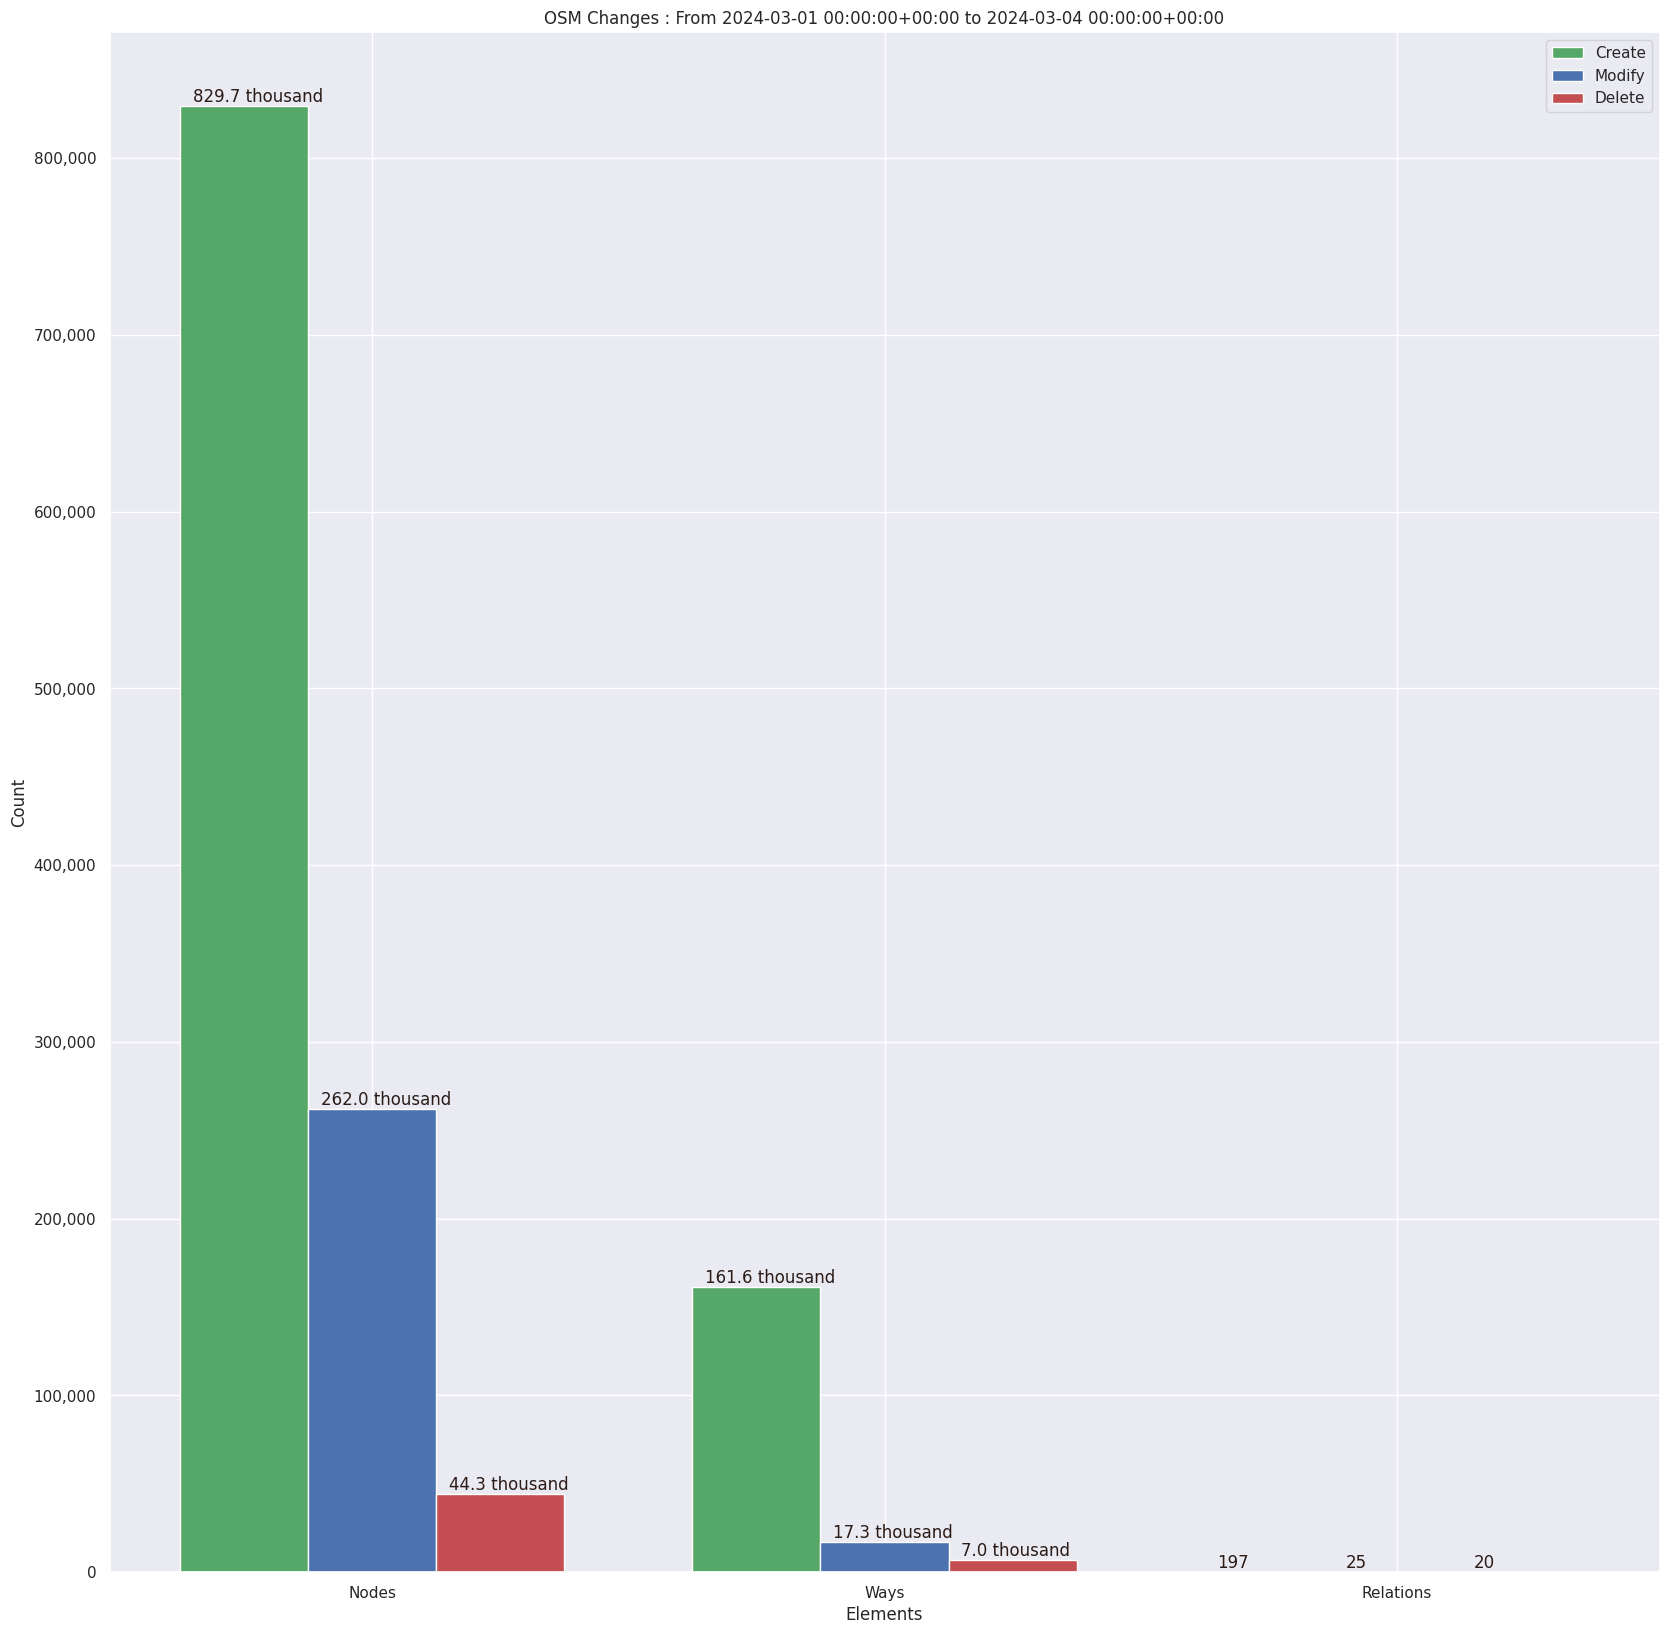 OSM Changes : From 2024-03-01 00:00:00+00:00 to 2024-03-04 00:00:00+00:00
Create
Modify
Delete
829.7 thousand
800,000
700,000
600,000
500,000
Count
400,000
300,000
262.0 thousand
200,000
161.6 thousand
100,000
44.3 thousand
17.3 thousand
7.0 thousand
197
25
20
0
Nodes
Ways
Relations
Elements